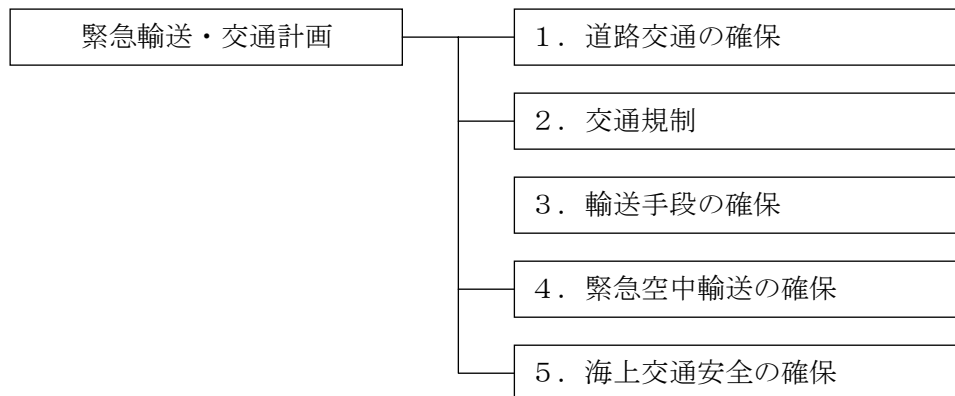 緊急輸送・交通計画
１．道路交通の確保
２．交通規制
３．輸送手段の確保
４．緊急空中輸送の確保
５．海上交通安全の確保